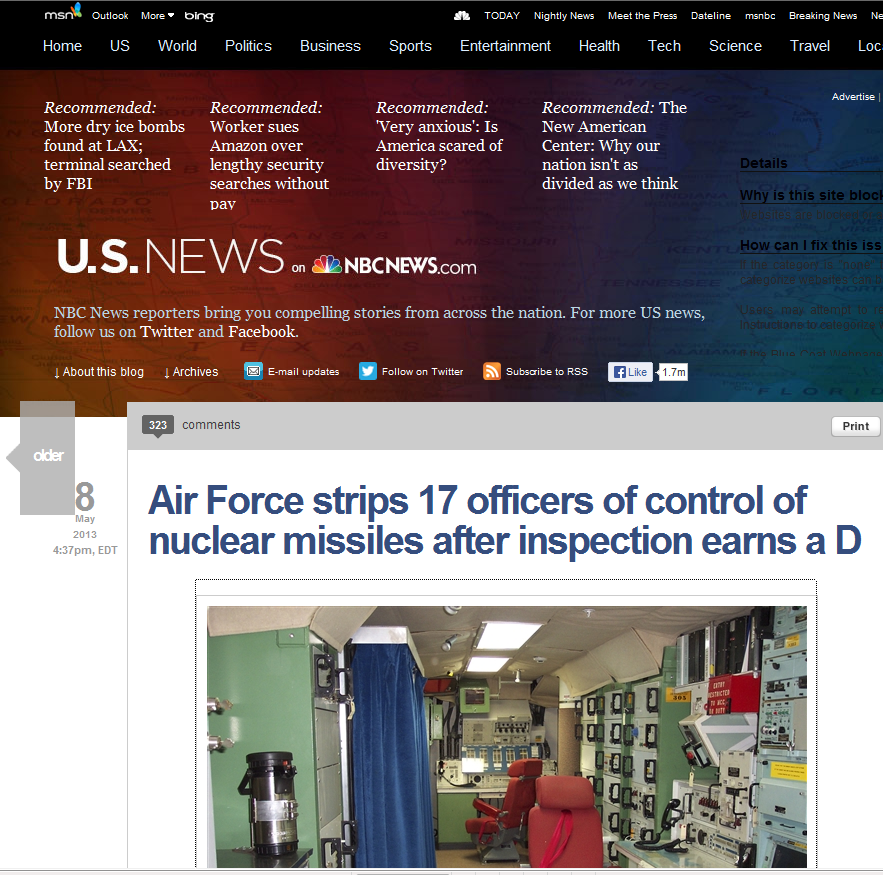 msn Outlook More bing TODAY Nightly News Meet the Press Dateline msnbc Breaking News Ne
Home US World Politics Business Sports Entertainment Health Tech Science Travel Loc
Advertise |
Recommended:
More dry ice bombs
found at LAX;
terminal searched
by FBI
Recommended:
Worker sues
Amazon over
lengthy security
searches without
pay
Recommended:
'Very anxious': Is
America scared of
diversity?
Recommended: The
New American
Center: Why our
nation isn't as
divided as we think
Details
Why is this site block
How can I fix this iss
U.S. NEWS on NBCNEWS.com
NBC News reporters bring you compelling stories from across the nation. For more US news,
follow us on Twitter and Facebook.
↓ About this blog ↓ Archives E-mail updates Follow on Twitter Subscribe to RSS Like 1.7m
older
323 comments Print
8
May
2013
4:37pm, EDT
Air Force strips 17 officers of control of
nuclear missiles after inspection earns a D
305
ENTRY
RESTRICTED